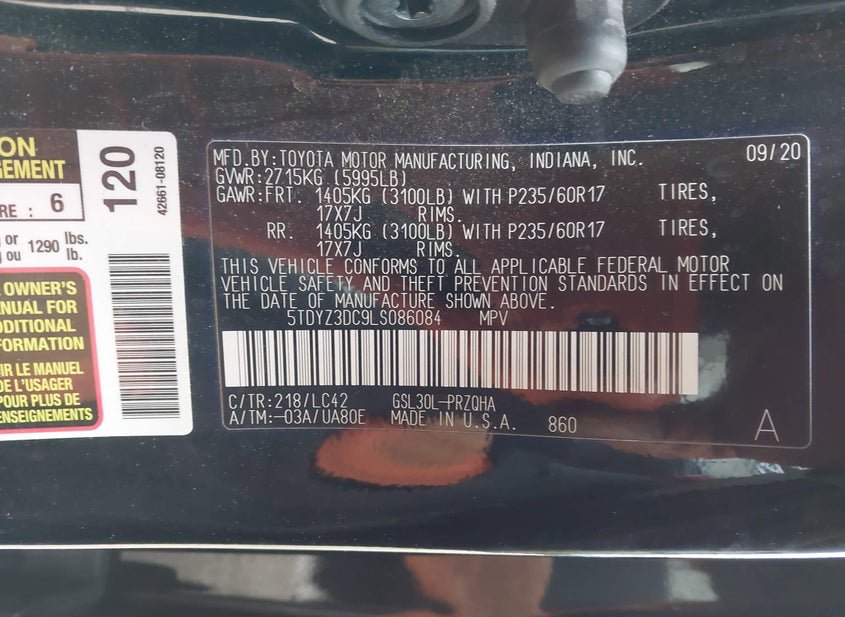 ON
GEMENT
RE : 6
or 1290 lbs.
ou lb.
OWNER'S
NUAL FOR
DDITIONAL
FORMATION
IR LE MANUEL
DE L'USAGER
POUR PLUS DE
ENSEIGNEMENTS
120
42661-08120
MFD.BY:TOYOTA MOTOR MANUFACTURING, INDIANA, INC. 09/20
GVWR:2715KG (5995LB)
GAWR:FRT. 1405KG (3100LB) WITH P235/60R17 TIRES,
17X7J RIMS.
RR. 1405KG (3100LB) WITH P235/60R17 TIRES,
17X7J RIMS.
THIS VEHICLE CONFORMS TO ALL APPLICABLE FEDERAL MOTOR
VEHICLE SAFETY AND THEFT PREVENTION STANDARDS IN EFFECT ON
THE DATE OF MANUFACTURE SHOWN ABOVE.
5TDYZ3DC9LS086084 MPV
C/TR:218/LC42 GSL30L-PRZQHA
A/TM:-03A/UA80E MADE IN U.S.A. 860 A